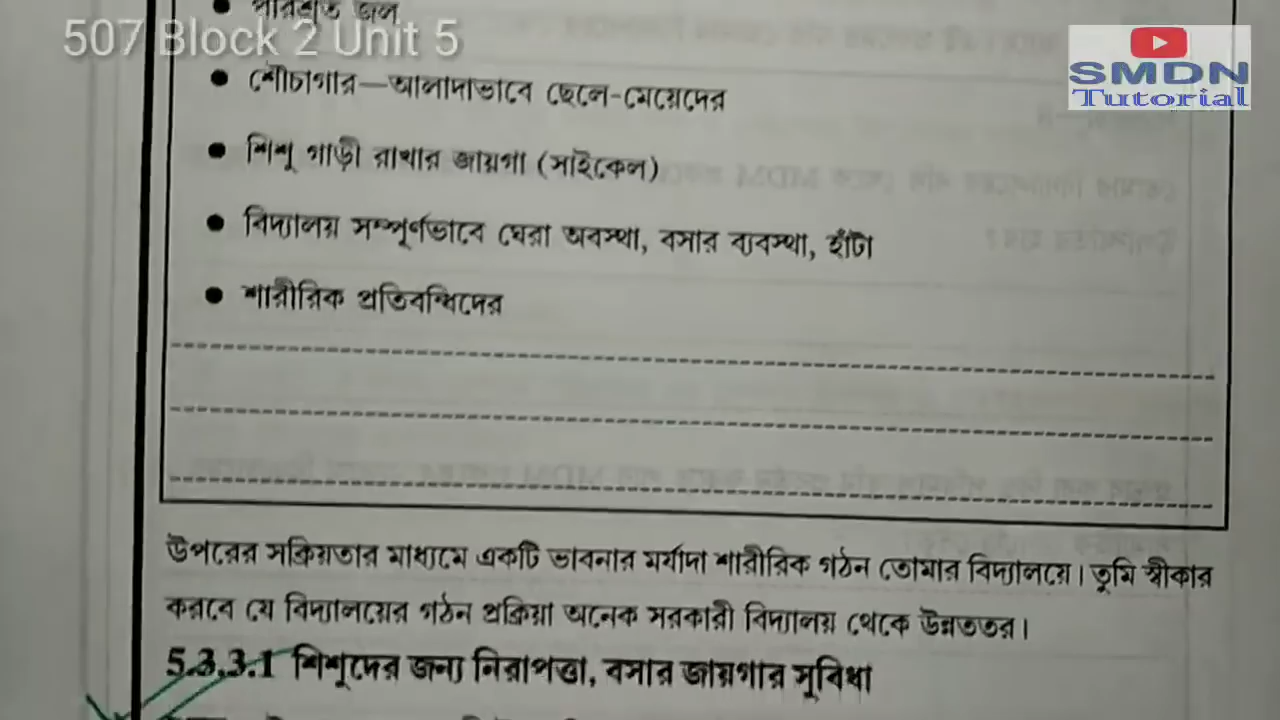 পরিশ্রুত জল
507 Block 2 Unit 5
SMDN
Tutorial
শৌচাগার—আলাদাভাবে ছেলে-মেয়েদের
শিশু গাড়ী রাখার জায়গা (সাইকেল)
বিদ্যালয় সম্পূর্ণভাবে ঘেরা অবস্থা, বসার ব্যবস্থা, হাঁটা
শারীরিক প্রতিবন্ধিদের
উপরের সক্রিয়তার মাধ্যমে একটি ভাবনার মর্যাদা শারীরিক গঠন তোমার বিদ্যালয়ে। তুমি স্বীকার
করবে যে বিদ্যালয়ের গঠন প্রক্রিয়া অনেক সরকারী বিদ্যালয় থেকে উন্নততর।
5.3.3.1 শিশুদের জন্য নিরাপত্তা, বসার জায়গার সুবিধা